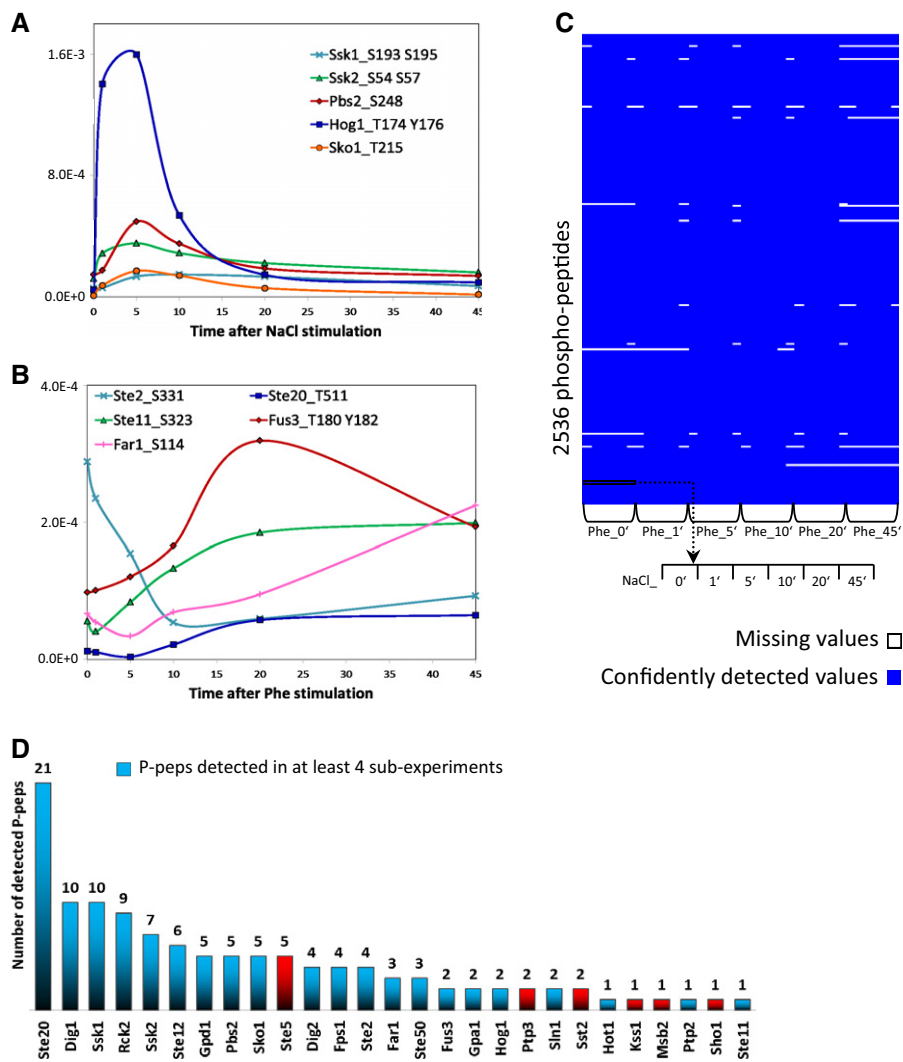 A
1.6E-3
8.0E-4
0.0E+0
Ssk1_S193 S195
Ssk2_S54 S57
Pbs2_S248
Hog1_T174 Y176
Sko1_T215
0 5 10 15 20 25 30 35 40 45
Time after NaCl stimulation
B
4.0E-4
2.0E-4
0.0E+0
Ste2_S331
Ste20_T511
Ste11_S323
Fus3_T180 Y182
Far1_S114
0 5 10 15 20 25 30 35 40 45
Time after Phe stimulation
C
2536 phospho-peptides
Phe_0‘ Phe_1‘ Phe_5‘ Phe_10‘ Phe_20‘ Phe_45‘
NaCl_ 0‘ 1‘ 5‘ 10‘ 20‘ 45‘
Missing values
Confidently detected values
D
P-peps detected in at least 4 sub-experiments
Number of detected P-peps
21 10 10 9 7 6 5 5 5 5 4 4 4 3 3 2 2 2 2 2 2 1 1 1 1 1 1
Ste20 Dig1 Ssk1 Rck2 Ssk2 Ste12 Gpd1 Pbs2 Sko1 Ste5 Dig2 Fps1 Ste2 Far1 Ste50 Fus3 Gpa1 Hog1 Ptp3 Sln1 Sst2 Hot1 Kss1 Msb2 Ptp2 Sho1 Ste11